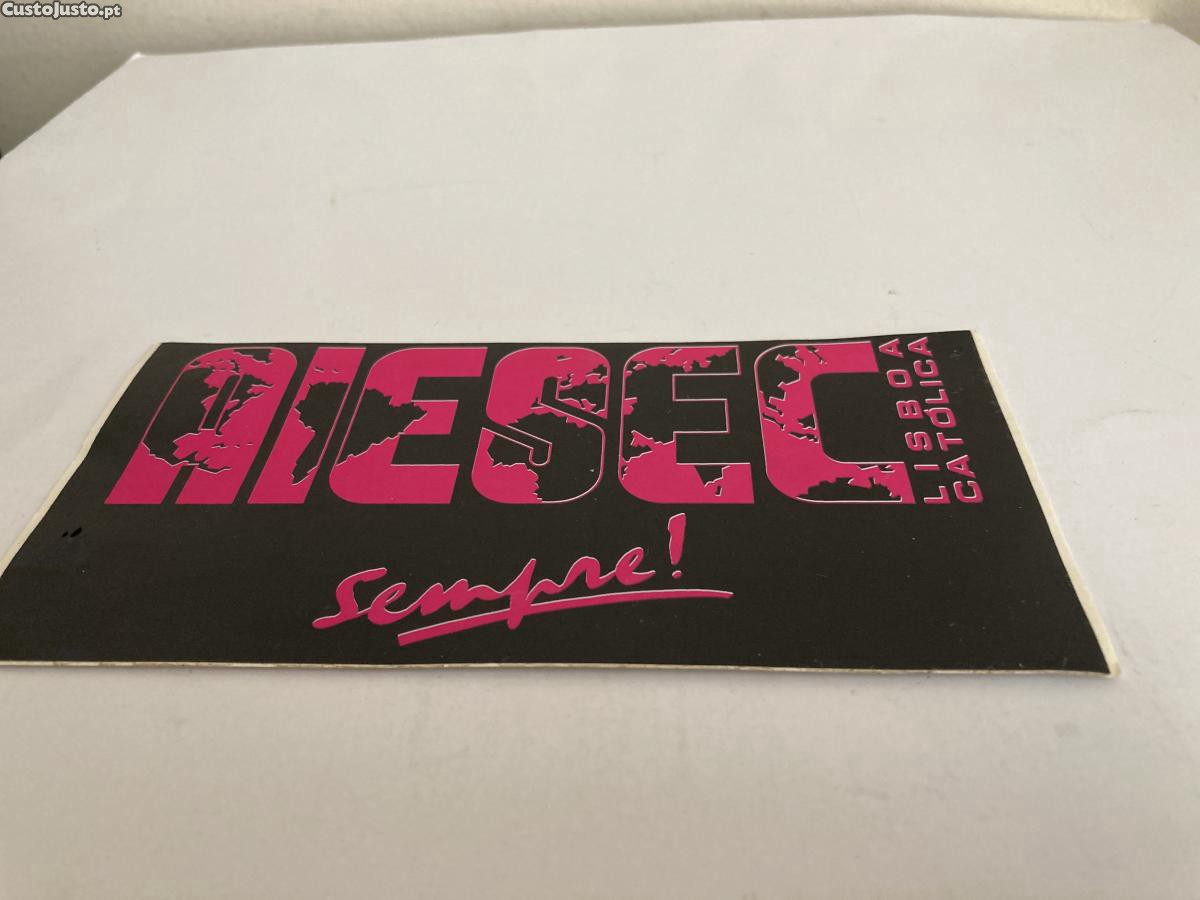 CustoJusto.pt
AIESEC
LISBOA
CATÓLICA
sempre!